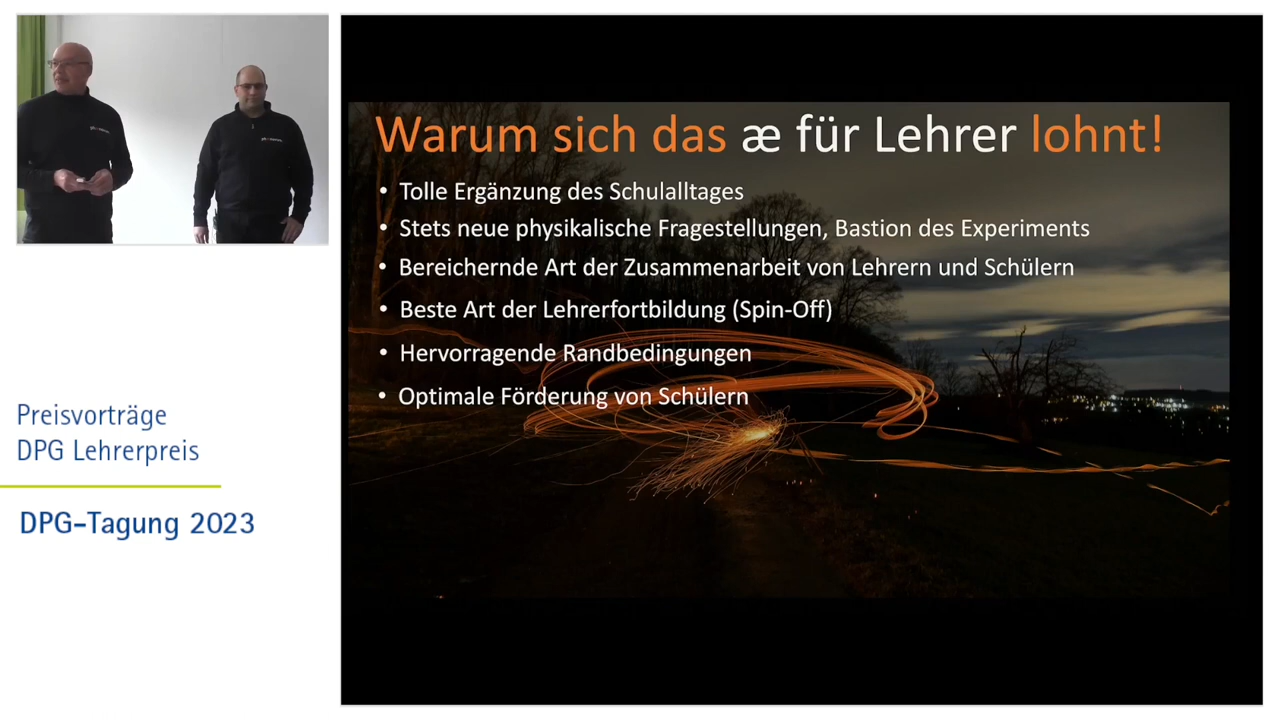 Warum sich das æ für Lehrer lohnt!
• Tolle Ergänzung des Schulalltages
• Stets neue physikalische Fragestellungen, Bastion des Experiments
• Bereichernde Art der Zusammenarbeit von Lehrern und Schülern
• Beste Art der Lehrerfortbildung (Spin-Off)
• Hervorragende Randbedingungen
• Optimale Förderung von Schülern
Preisvorträge
DPG Lehrerpreis
DPG-Tagung 2023